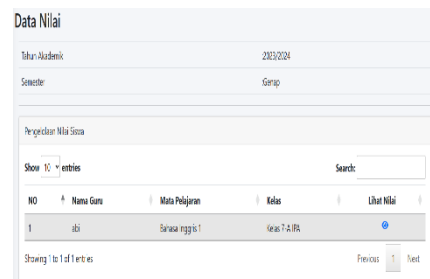 Data Nilai
Tahun Akademik :2023/2024
Semester :Genap
Pengelolaan Nilai Siswa
Show 10 entries Search:
NO Nama Guru Mata Pelajaran Kelas Lihat Nilai
1 abi Bahasa Inggris 1 Kelas 7-A IPA
Showing 1 to 1 of 1 entries Previous 1 Next